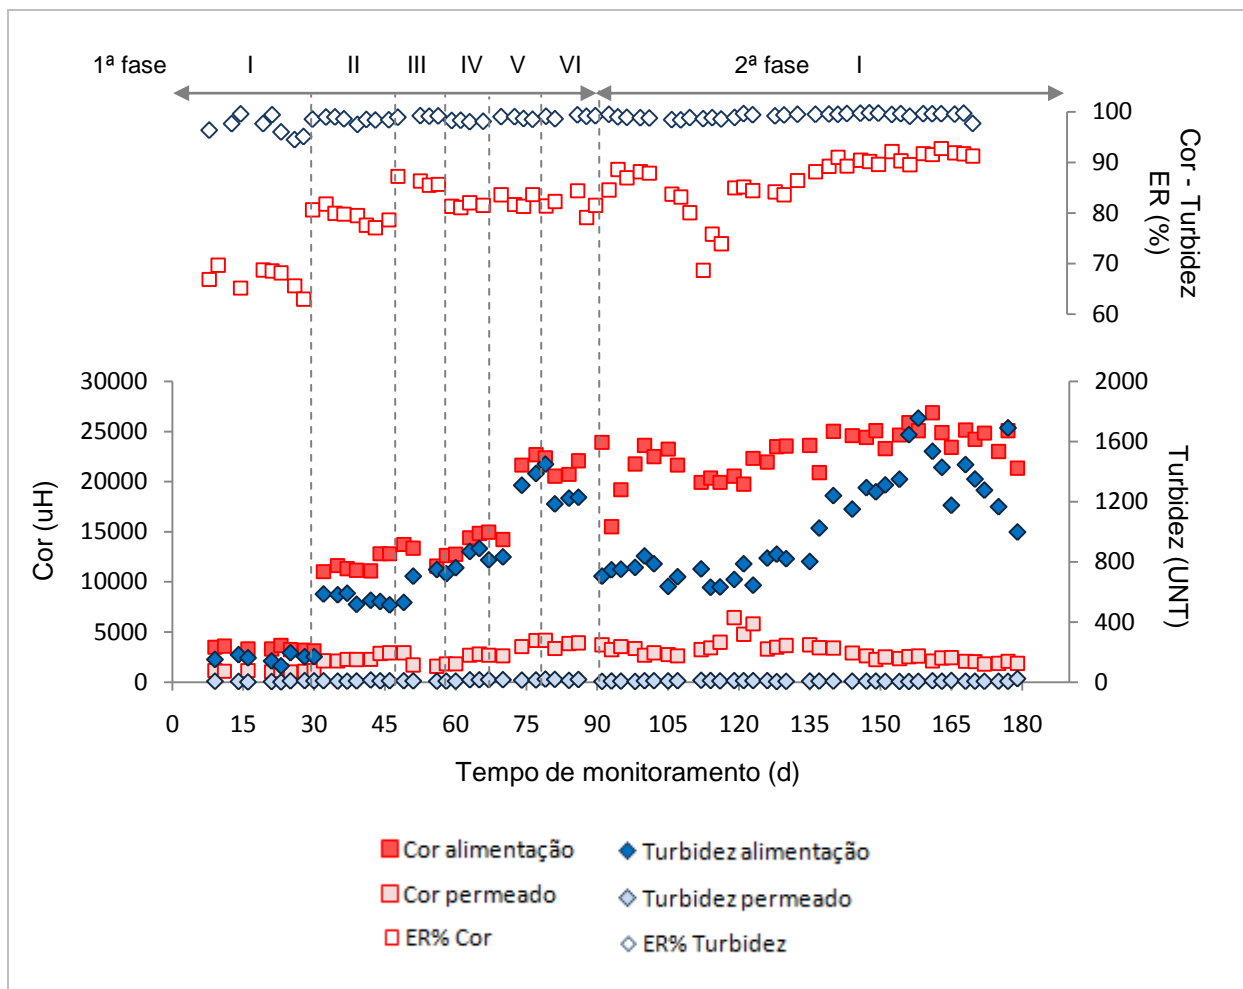 1ª fase I II III IV V VI 2ª fase I
100
90
80
70
60
Cor - Turbidez
ER (%)
30000
25000
20000
15000
10000
5000
0
Cor (uH)
2000
1600
1200
800
400
0
Turbidez (UNT)
0 15 30 45 60 75 90 105 120 135 150 165 180
Tempo de monitoramento (d)
Cor alimentação Turbidez alimentação
Cor permeado Turbidez permeado
ER% Cor ER% Turbidez